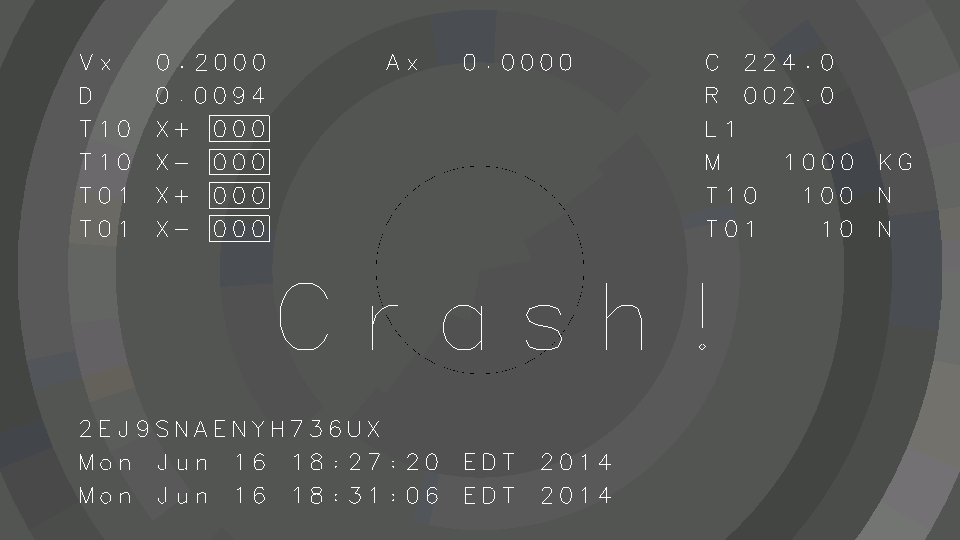 Vx 0.2000 Ax 0.0000 C 224.0
D 0.0094 R 002.0
T10 X+ 000 L1
T10 X- 000 M 1000 KG
T01 X+ 000 T10 100 N
T01 X- 000 T01 10 N
Crash!
2EJ9SNAENYH736UX
Mon Jun 16 18:27:20 EDT 2014
Mon Jun 16 18:31:06 EDT 2014